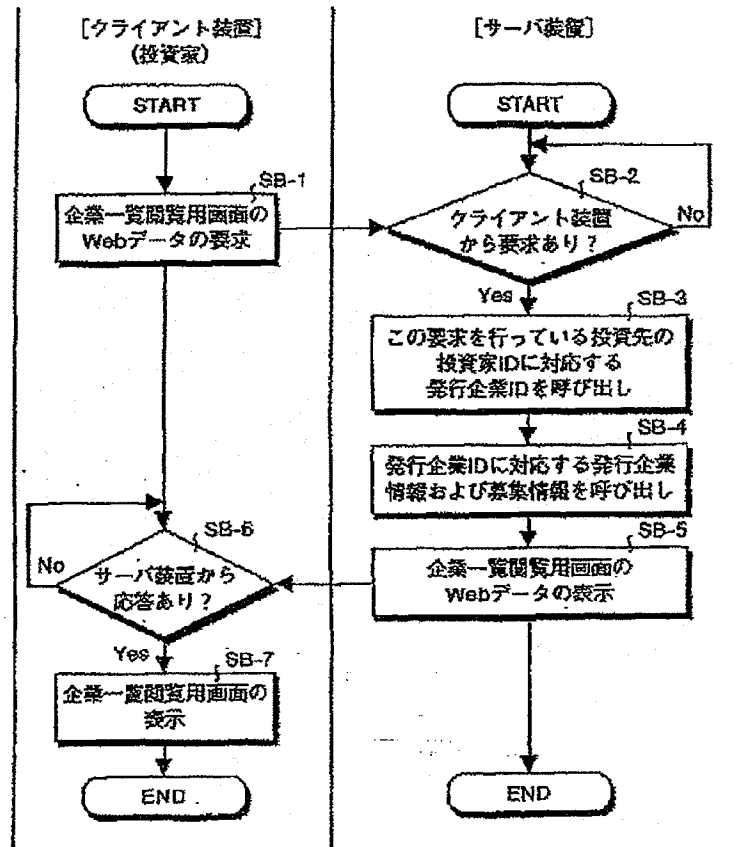 [クライアント装置]
(投資家)
START
SB-1
企業一覧閲覧用画面の
Webデータの要求
[サーバ装置]
START
SB-2
クライアント装置
から要求あり?
No
Yes
SB-3
この要求を行っている投資先の
投資家IDに対応する
発行企業IDを呼び出し
SB-4
発行企業IDに対応する発行企業
情報および募集情報を呼び出し
SB-5
企業一覧閲覧用画面の
Webデータの表示
SB-6
No
サーバ装置から
応答あり?
Yes
SB-7
企業一覧閲覧用画面の
表示
END
END